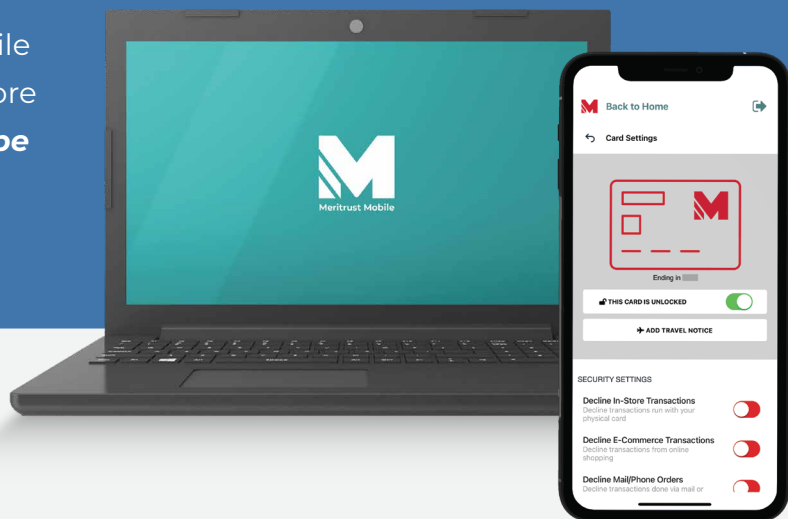 ile
ore
be
Meritrust Mobile
Back to Home
Card Settings
Ending in
THIS CARD IS UNLOCKED
ADD TRAVEL NOTICE
SECURITY SETTINGS
Decline In-Store Transactions
Decline transactions run with your
physical card
Decline E-Commerce Transactions
Decline transactions from online
shopping
Decline Mail/Phone Orders
Decline transactions done via mail or